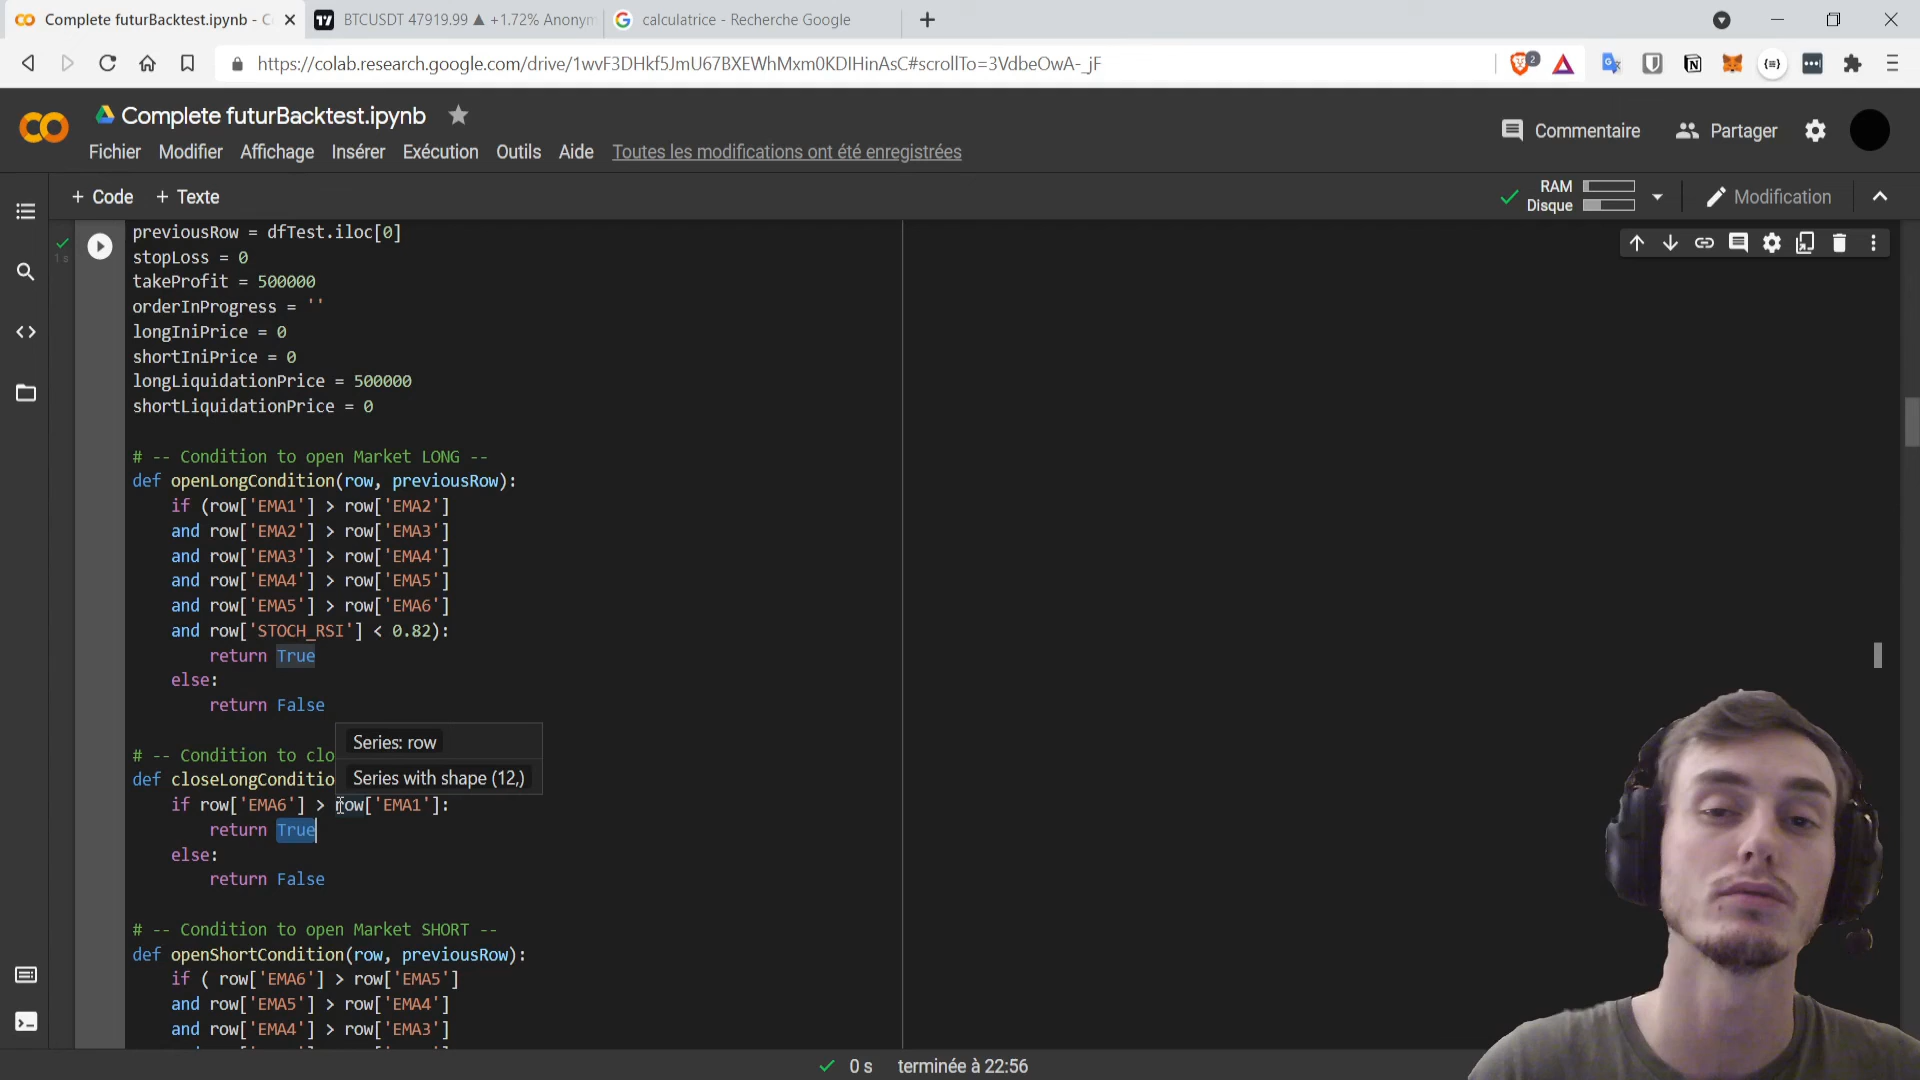 Complete futurBacktest.ipynb - C
BTCUSDT 47919.99 ▲ +1.72% Anonym
calculatrice - Recherche Google
https://colab.research.google.com/drive/1wvF3DHkf5JmU67BXEWhMxm0KDIHinAsC#scrollTo=3VdbeOwA-_jF
2
Complete futurBacktest.ipynb
Commentaire
Partager
Fichier Modifier Affichage Insérer Exécution Outils Aide Toutes les modifications ont été enregistrées
+ Code + Texte
RAM
Disque
Modification
1 s
previousRow = dfTest.iloc[0]
stopLoss = 0
takeProfit = 500000
orderInProgress = ''
longIniPrice = 0
shortIniPrice = 0
longLiquidationPrice = 500000
shortLiquidationPrice = 0
# -- Condition to open Market LONG --
def openLongCondition(row, previousRow):
if (row['EMA1'] > row['EMA2']
and row['EMA2'] > row['EMA3']
and row['EMA3'] > row['EMA4']
and row['EMA4'] > row['EMA5']
and row['EMA5'] > row['EMA6']
and row['STOCH_RSI'] < 0.82):
return True
else:
return False
Series: row
Series with shape (12,)
# -- Condition to clo
def closeLongConditio
if row['EMA6'] > row['EMA1']:
return True
else:
return False
# -- Condition to open Market SHORT --
def openShortCondition(row, previousRow):
if ( row['EMA6'] > row['EMA5']
and row['EMA5'] > row['EMA4']
and row['EMA4'] > row['EMA3']
0 s terminée à 22:56